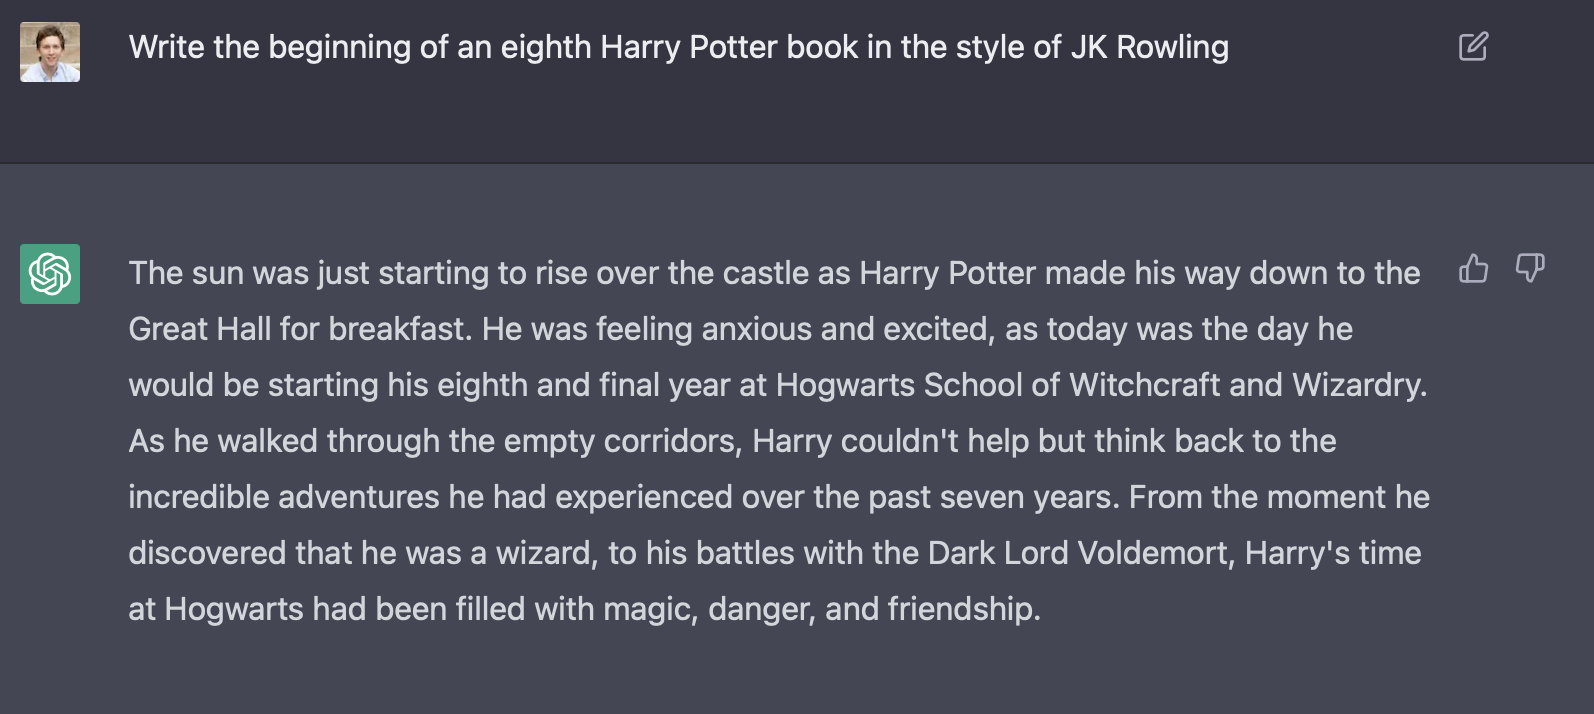 Write the beginning of an eighth Harry Potter book in the style of JK Rowling
The sun was just starting to rise over the castle as Harry Potter made his way down to the
Great Hall for breakfast. He was feeling anxious and excited, as today was the day he
would be starting his eighth and final year at Hogwarts School of Witchcraft and Wizardry.
As he walked through the empty corridors, Harry couldn't help but think back to the
incredible adventures he had experienced over the past seven years. From the moment he
discovered that he was a wizard, to his battles with the Dark Lord Voldemort, Harry's time
at Hogwarts had been filled with magic, danger, and friendship.